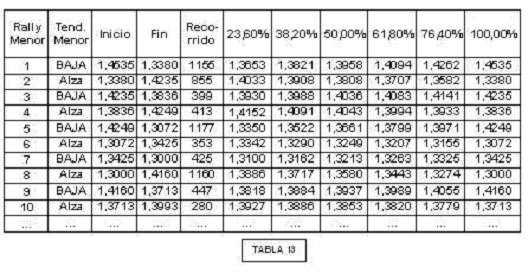 Rally Menor Tend. Menor Inicio Fin Reco-rrido 23,60% 38,20% 50,00% 61,80% 76,40% 100,00%
1 BAJA 1,4535 1,3380 1155 1,3653 1,3821 1,3958 1,4094 1,4262 1,4535
2 Alza 1,3380 1,4235 855 1,4033 1,3908 1,3808 1,3707 1,3582 1,3380
3 BAJA 1,4235 1,3836 399 1,3930 1,3988 1,4036 1,4083 1,4141 1,4235
4 Alza 1,3836 1,4249 413 1,4152 1,4091 1,4043 1,3994 1,3933 1,3836
5 BAJA 1,4249 1,3072 1177 1,3350 1,3522 1,3661 1,3799 1,3971 1,4249
6 Alza 1,3072 1,3425 353 1,3342 1,3290 1,3249 1,3207 1,3155 1,3072
7 BAJA 1,3425 1,3000 425 1,3100 1,3162 1,3213 1,3263 1,3325 1,3425
8 Alza 1,3000 1,4160 1160 1,3886 1,3717 1,3580 1,3443 1,3274 1,3000
9 BAJA 1,4160 1,3713 447 1,3818 1,3884 1,3937 1,3989 1,4055 1,4160
10 Alza 1,3713 1,3993 280 1,3927 1,3886 1,3853 1,3820 1,3779 1,3713
... ... ... ... ... ... ... ... ... ... ...
TABLA 13